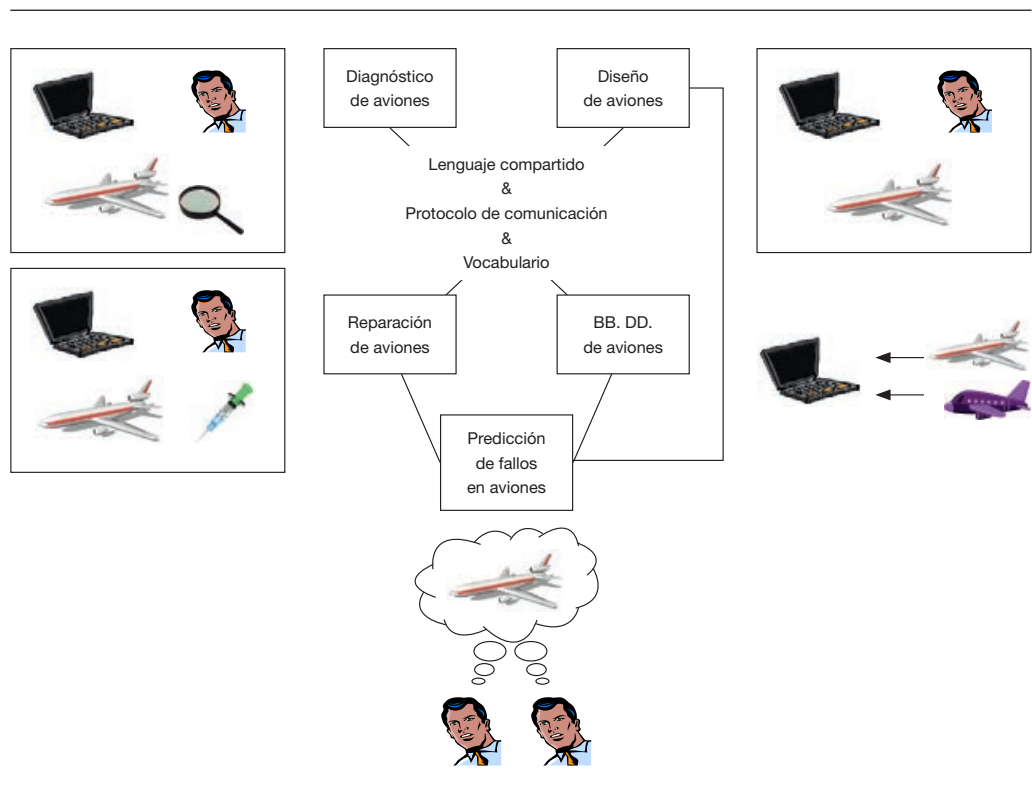 Diagnóstico
de aviones
Diseño
de aviones
Lenguaje compartido
&
Protocolo de comunicación
&
Vocabulario
Reparación
de aviones
BB. DD.
de aviones
Predicción
de fallos
en aviones